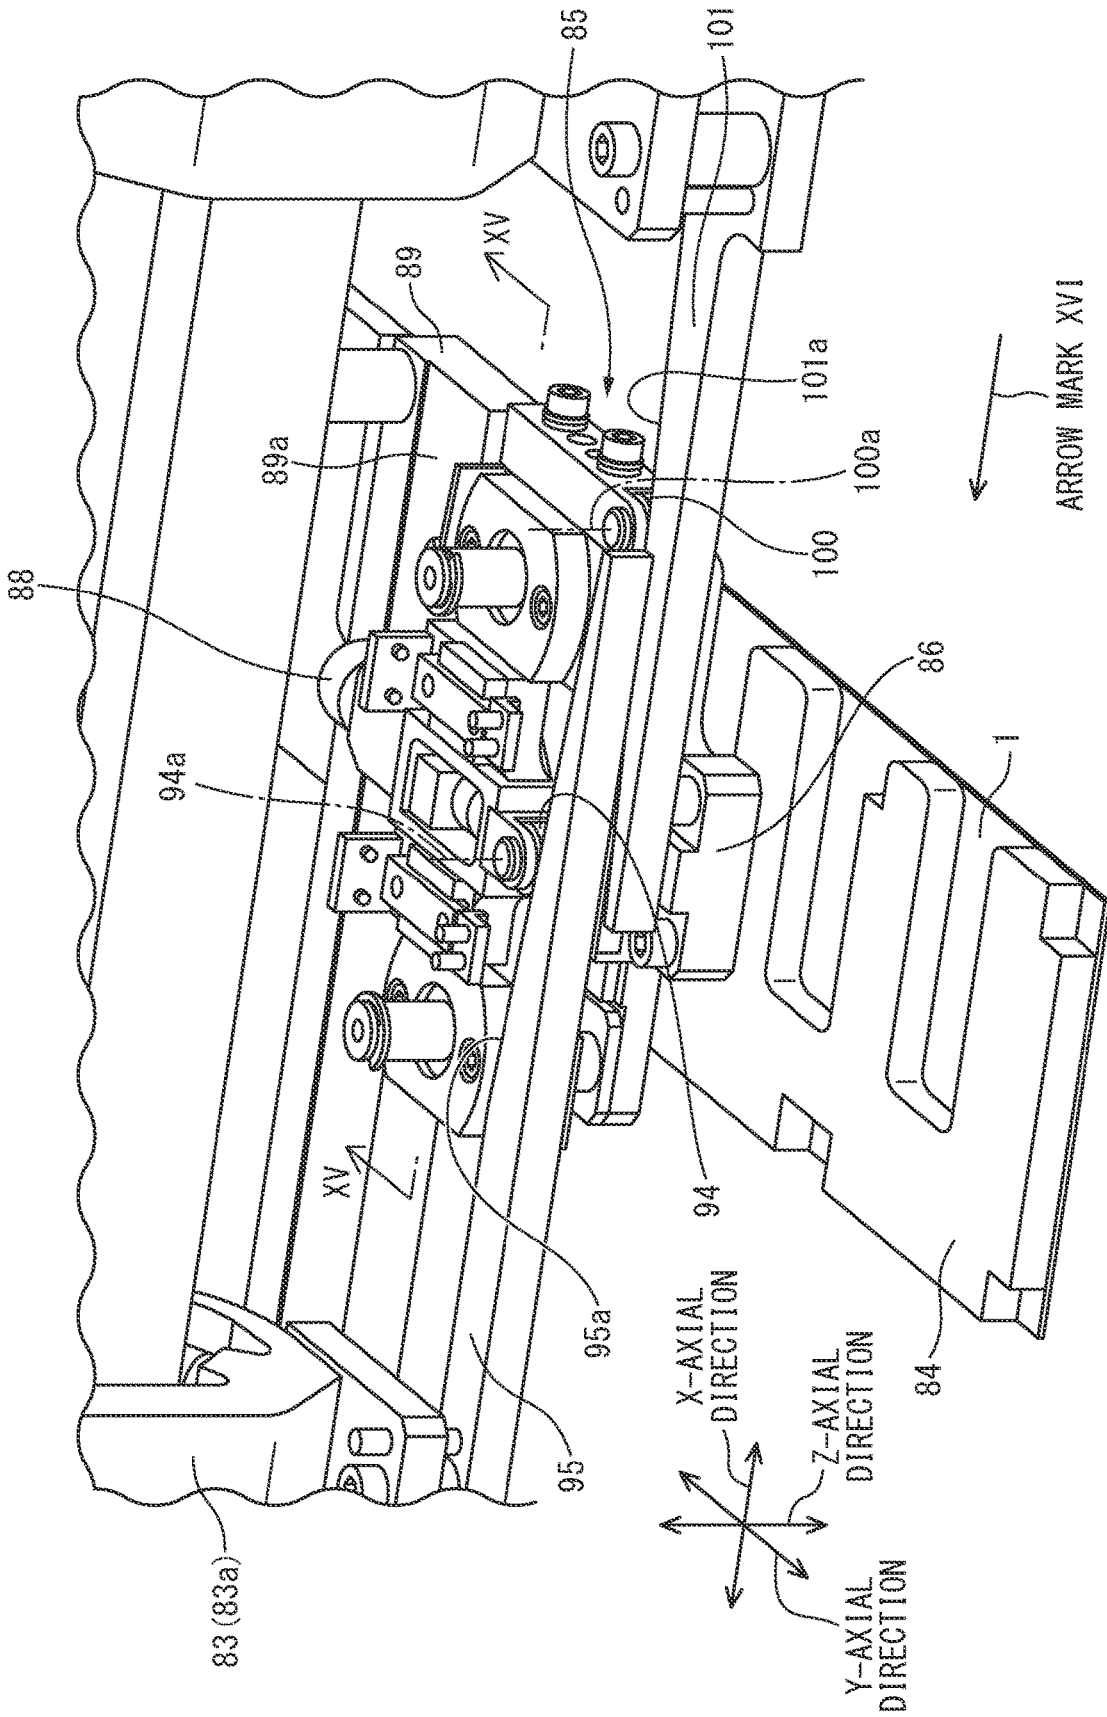 85
101
XV
89
101a
ARROW MARK XVI
89a
100a
100
88
86
94a
1
XV
94
95a
84
95
X-AXIAL
DIRECTION
Z-AXIAL
DIRECTION
Y-AXIAL
DIRECTION
83(83a)